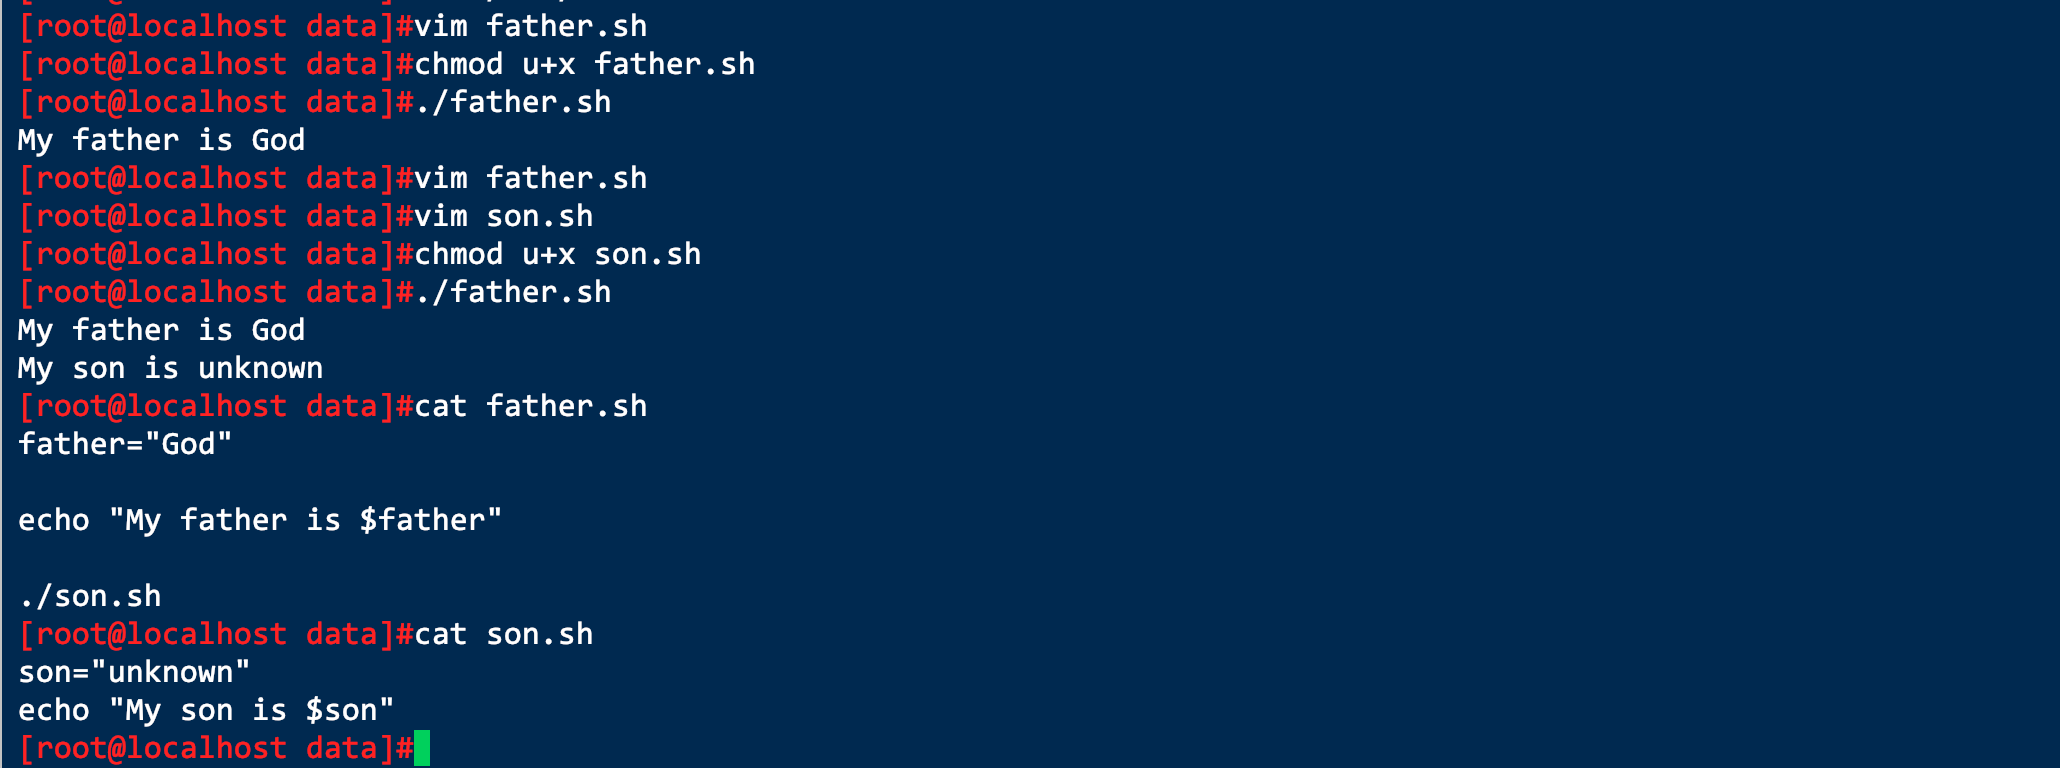 [root@localhost data]#vim father.sh
[root@localhost data]#chmod u+x father.sh
[root@localhost data]#./father.sh
My father is God
[root@localhost data]#vim father.sh
[root@localhost data]#vim son.sh
[root@localhost data]#chmod u+x son.sh
[root@localhost data]#./father.sh
My father is God
My son is unknown
[root@localhost data]#cat father.sh
father="God"

echo "My father is $father"

./son.sh
[root@localhost data]#cat son.sh
son="unknown"
echo "My son is $son"
[root@localhost data]#